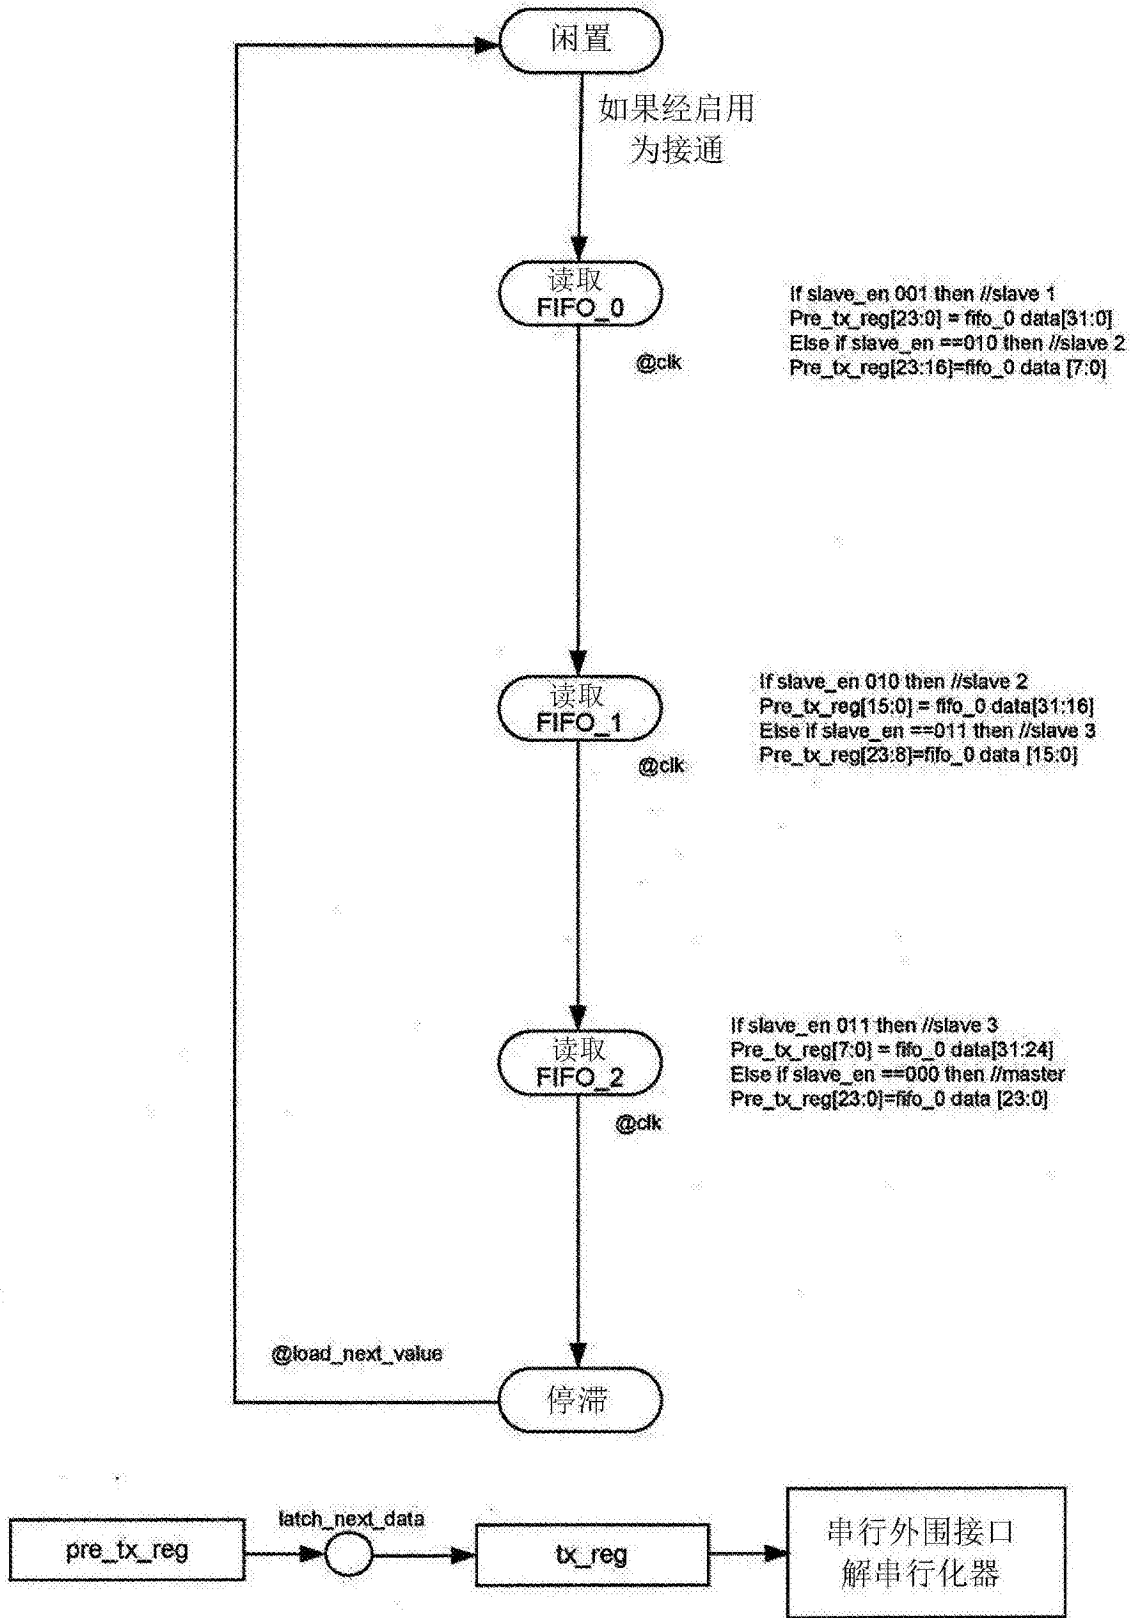 闲置
如果经启用
为接通
读取
FIFO_0
@clk
If slave_en 001 then //slave 1
Pre_tx_reg[23:0] = fifo_0 data[31:0]
Else if slave_en ==010 then //slave 2
Pre_tx_reg[23:16]=fifo_0 data [7:0]
读取
FIFO_1
@clk
If slave_en 010 then //slave 2
Pre_tx_reg[15:0] = fifo_0 data[31:16]
Else if slave_en ==011 then //slave 3
Pre_tx_reg[23:8]=fifo_0 data [15:0]
读取
FIFO_2
@clk
If slave_en 011 then //slave 3
Pre_tx_reg[7:0] = fifo_0 data[31:24]
Else if slave_en ==000 then //master
Pre_tx_reg[23:0]=fifo_0 data [23:0]
@load_next_value
停滞
pre_tx_reg
latch_next_data
tx_reg
串行外围接口
解串行化器